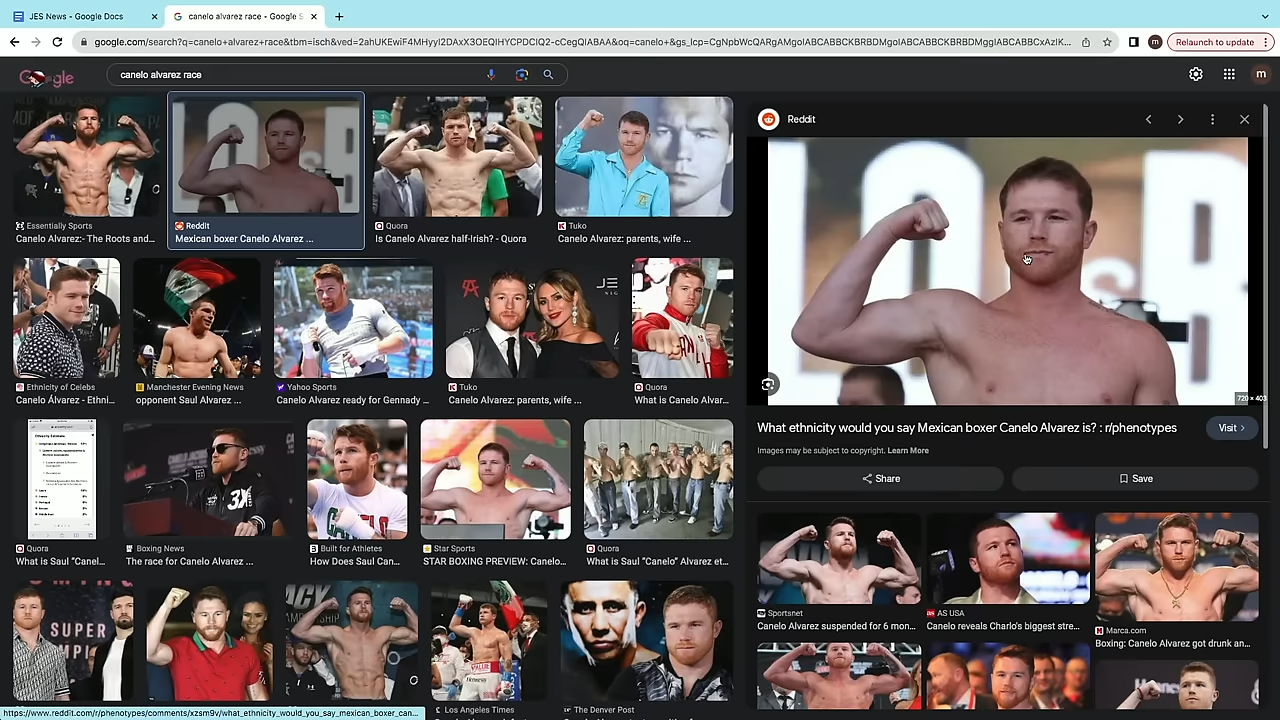 JES News - Google Docs
canelo alvarez race - Google S
google.com/search?q=canelo+alvarez+race&tbm=isch&ved=2ahUKEwiF4MHyyI2DAxX3OEQIHYCPDCIQ2-cCegQIABAA&oq=canelo+&gs_lcp=CgNpbWcQARgAMgoIABCABBCKBRBDMgoIABCABBCKBRBDMggIABCABBCxAzIK...
m
Relaunch to update
Google
canelo alvarez race
m
Essentially Sports
Canelo Alvarez:- The Roots and...
Reddit
Mexican boxer Canelo Alvarez ...
Quora
Is Canelo Alvarez half-Irish? - Quora
Tuko
Canelo Alvarez: parents, wife ...
Ethnicity of Celebs
Canelo Álvarez - Ethni...
Manchester Evening News
opponent Saul Alvarez ...
Yahoo Sports
Canelo Alvarez ready for Gennady ...
Tuko
Canelo Alvarez: parents, wife ...
Quora
What is Canelo Alvar...
Quora
What is Saul “Canel...
3X
Boxing News
The race for Canelo Alvarez ...
Built for Athletes
How Does Saul Can...
Star Sports
STAR BOXING PREVIEW: Canelo...
Quora
What is Saul “Canelo” Alvarez et...
SUPER
Los Angeles Times
The Denver Post
Reddit
720 × 403
What ethnicity would you say Mexican boxer Canelo Alvarez is? : r/phenotypes
Visit
Images may be subject to copyright. Learn More
Share
Save
Sportsnet
Canelo Alvarez suspended for 6 mon...
AS USA
Canelo reveals Charlo's biggest stre...
Marca.com
Boxing: Canelo Alvarez got drunk an...
https://www.reddit.com/r/phenotypes/comments/xzsm9v/what_ethnicity_would_you_say_mexican_boxer_can...